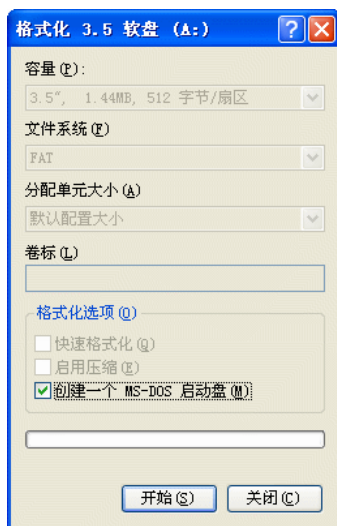 格式化 3.5 软盘 (A:)
容量(P):
3.5", 1.44MB, 512 字节/扇区
文件系统(F)
FAT
分配单元大小(A)
默认配置大小
卷标(L)
格式化选项(O)
快速格式化(Q)
启用压缩(E)
创建一个 MS-DOS 启动盘(M)
开始(S) 关闭(C)